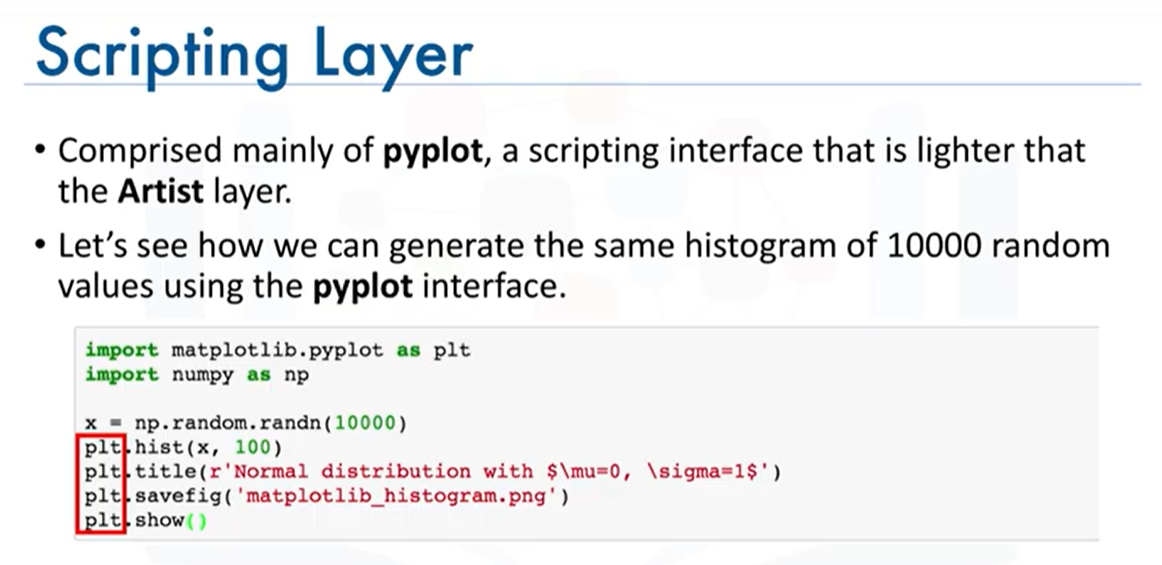 Scripting Layer
• Comprised mainly of pyplot, a scripting interface that is lighter that
the Artist layer.
• Let’s see how we can generate the same histogram of 10000 random
values using the pyplot interface.
import matplotlib.pyplot as plt
import numpy as np
x = np.random.randn(10000)
plt.hist(x, 100)
plt.title(r'Normal distribution with $\mu=0, \sigma=1$')
plt.savefig('matplotlib_histogram.png')
plt.show()